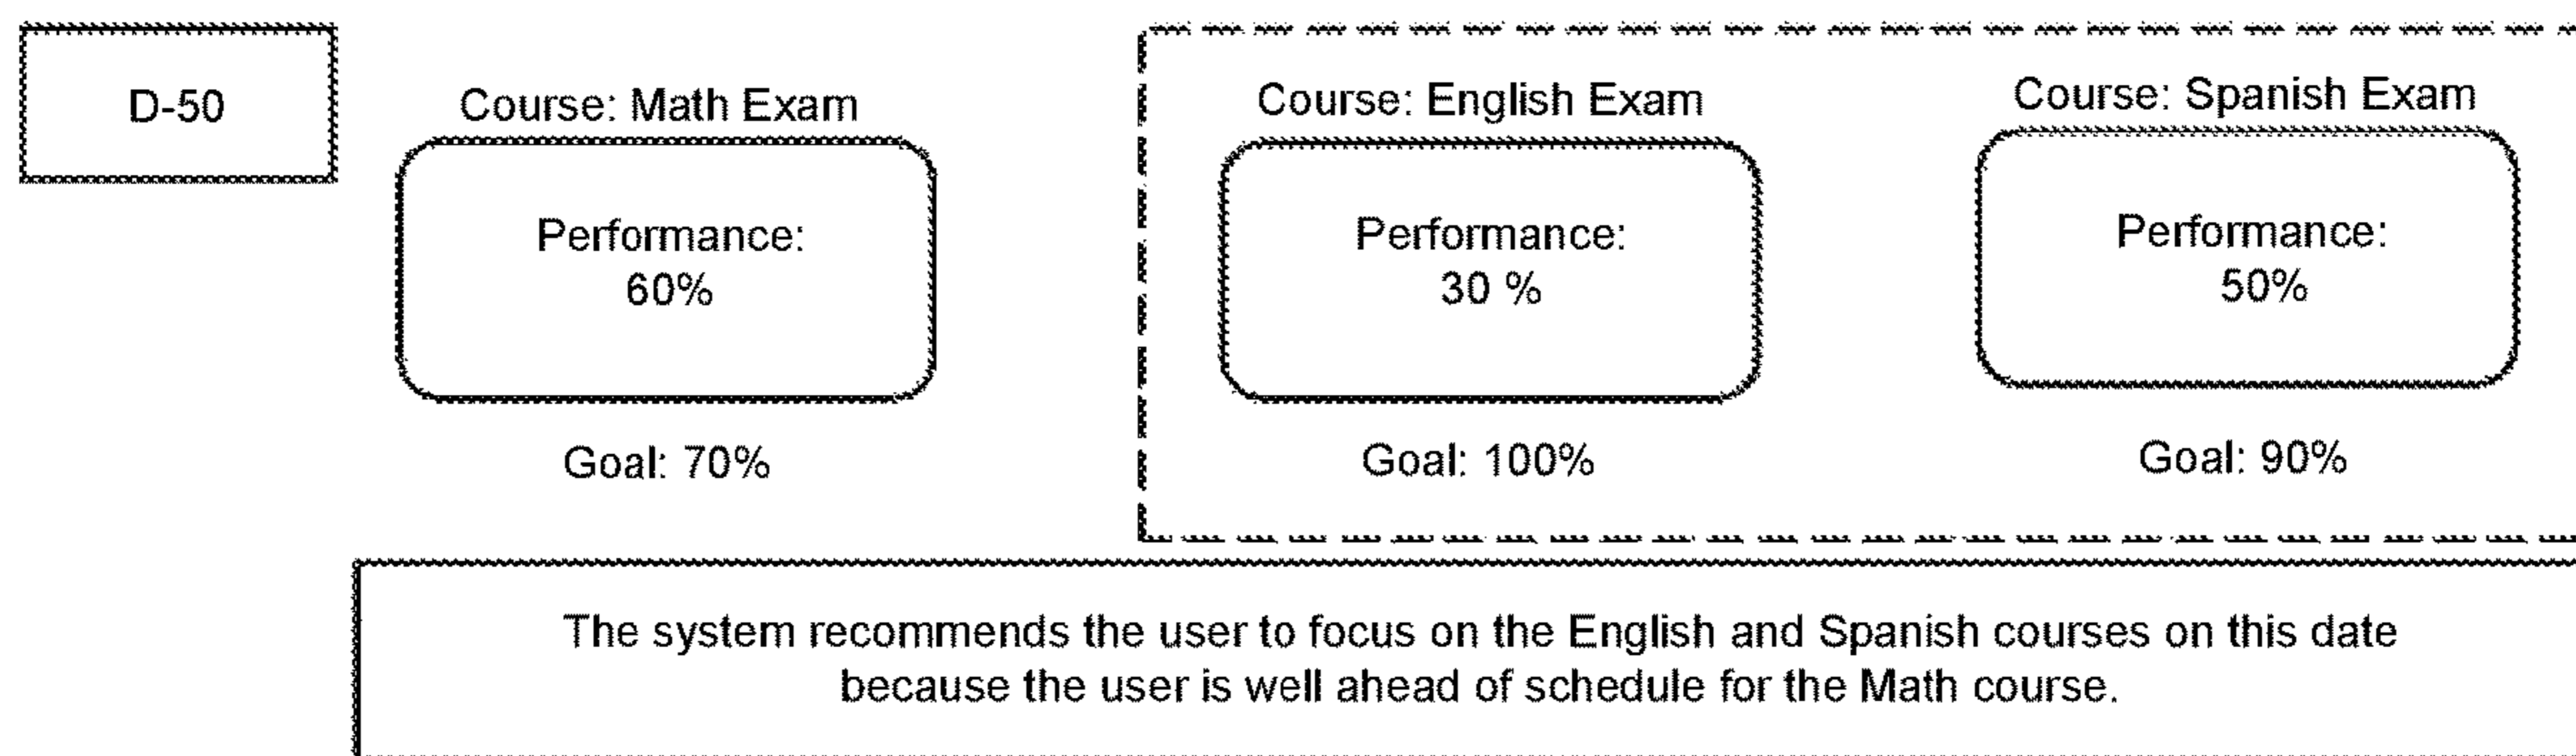 D-50
Course: Math Exam
Performance:
60%
Goal: 70%
Course: English Exam
Performance:
30 %
Goal: 100%
Course: Spanish Exam
Performance:
50%
Goal: 90%
The system recommends the user to focus on the English and Spanish courses on this date
because the user is well ahead of schedule for the Math course.